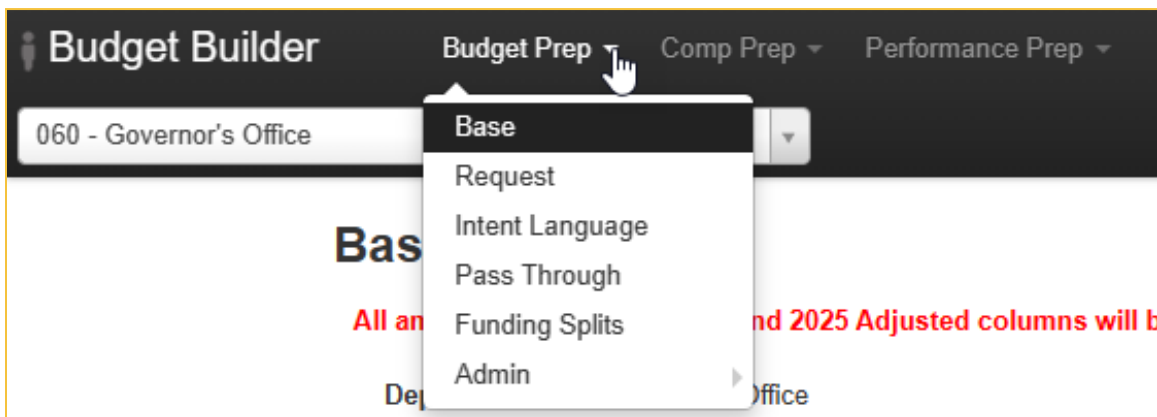 Budget Builder Budget Prep Comp Prep Performance Prep
060 - Governor's Office
Base
Request
Intent Language
Bas
Pass Through
All an
Funding Splits
nd 2025 Adjusted columns will b
Admin
De
Office